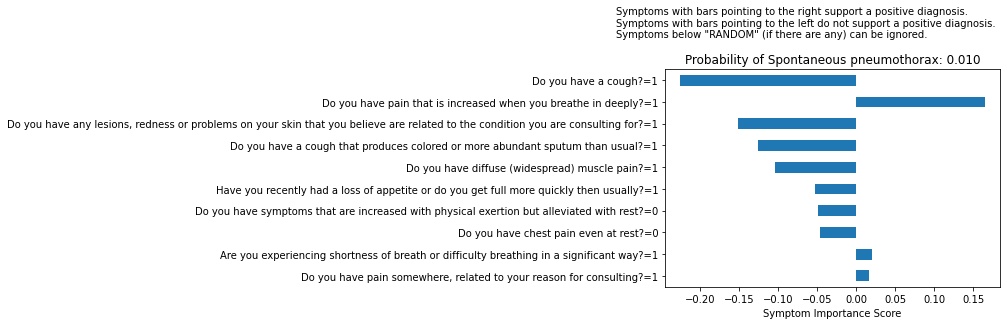 Symptoms with bars pointing to the right support a positive diagnosis.
Symptoms with bars pointing to the left do not support a positive diagnosis.
Symptoms below "RANDOM" (if there are any) can be ignored.
Probability of Spontaneous pneumothorax: 0.010
Do you have a cough?=1
Do you have pain that is increased when you breathe in deeply?=1
Do you have any lesions, redness or problems on your skin that you believe are related to the condition you are consulting for?=1
Do you have a cough that produces colored or more abundant sputum than usual?=1
Do you have diffuse (widespread) muscle pain?=1
Have you recently had a loss of appetite or do you get full more quickly then usually?=1
Do you have symptoms that are increased with physical exertion but alleviated with rest?=0
Do you have chest pain even at rest?=0
Are you experiencing shortness of breath or difficulty breathing in a significant way?=1
Do you have pain somewhere, related to your reason for consulting?=1
−0.20 −0.15 −0.10 −0.05 0.00 0.05 0.10 0.15
Symptom Importance Score